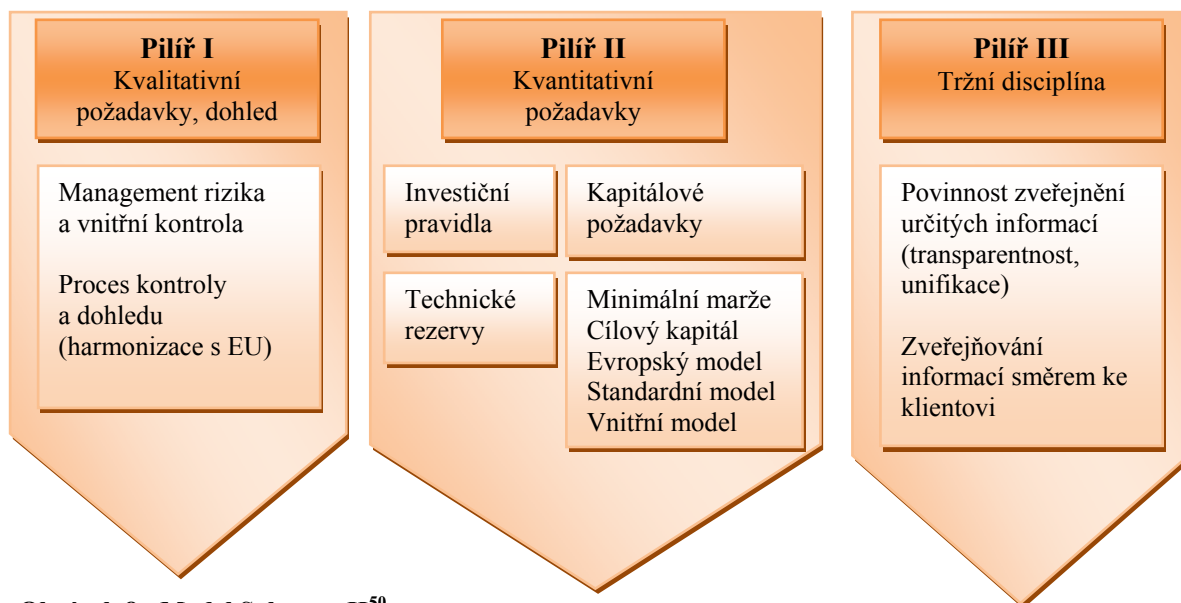 Pilíř I
Kvalitativní
požadavky, dohled
Management rizika
a vnitřní kontrola
Proces kontroly
a dohledu
(harmonizace s EU)
Pilíř II
Kvantitativní
požadavky
Investiční
pravidla
Kapitálové
požadavky
Technické
rezervy
Minimální marže
Cílový kapitál
Evropský model
Standardní model
Vnitřní model
Pilíř III
Tržní disciplína
Povinnost zveřejnění
určitých informací
(transparentnost,
unifikace)
Zveřejňování
informací směrem ke
klientovi